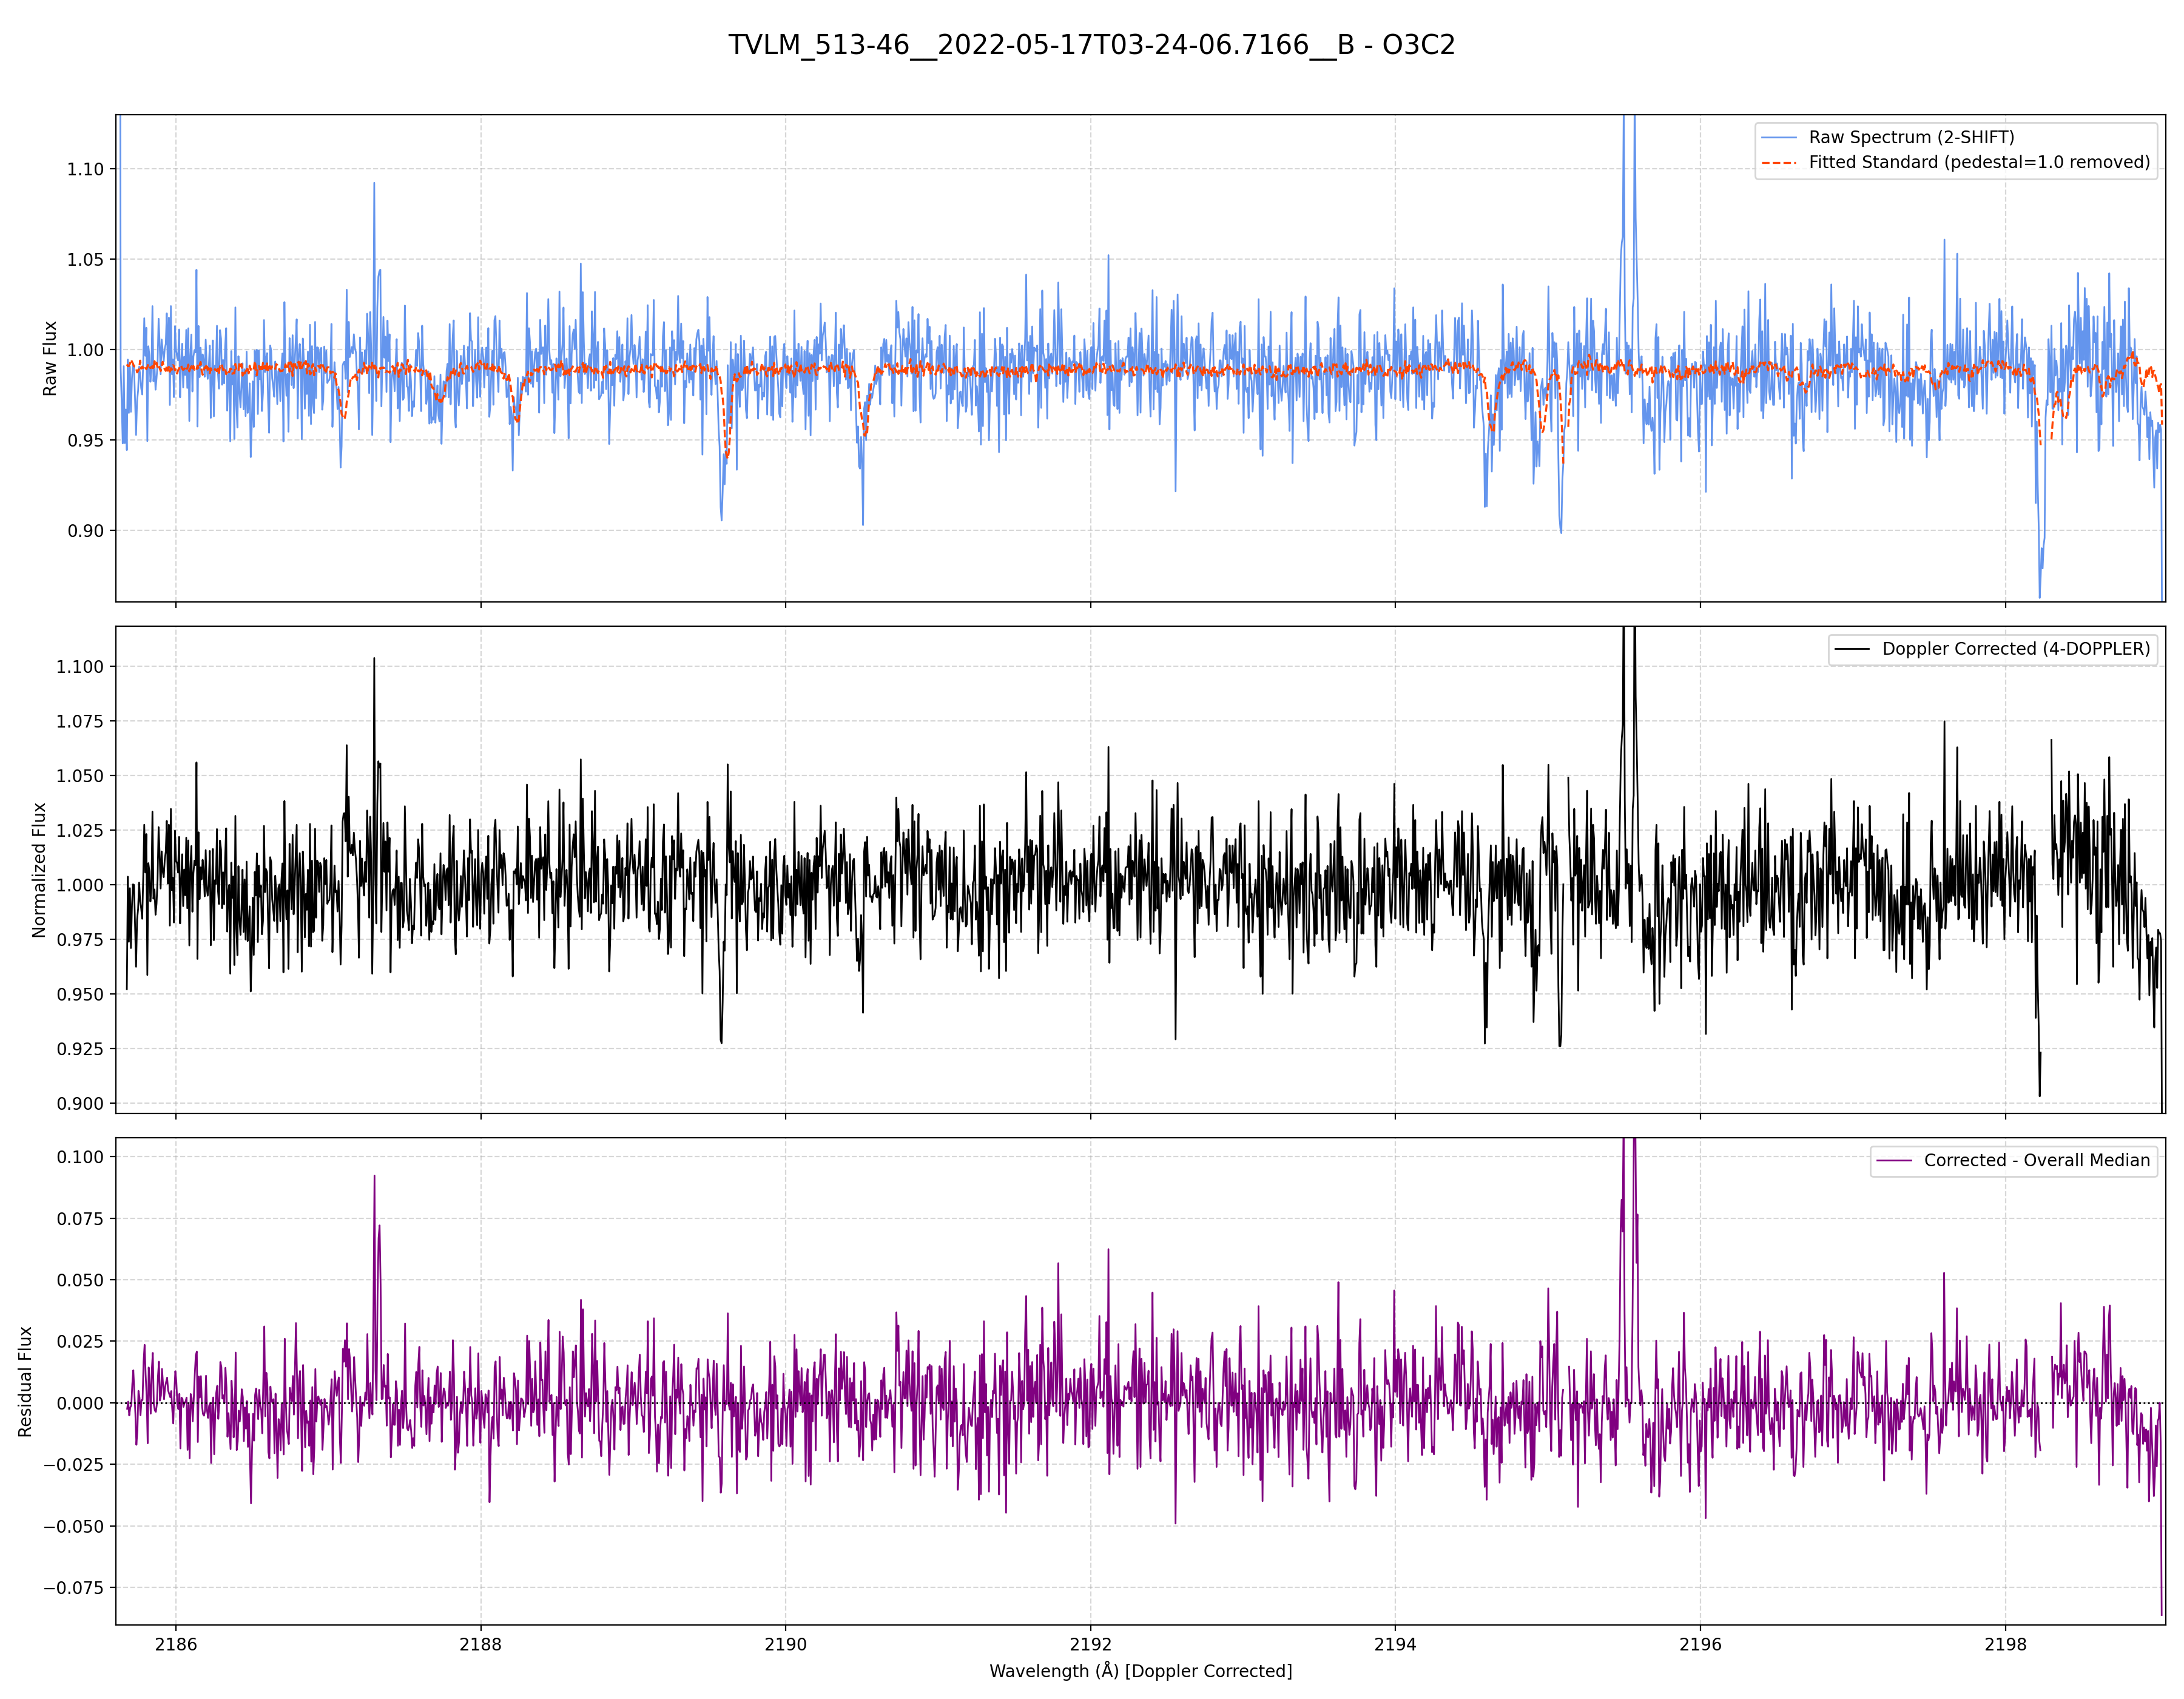 TVLM_513-46__2022-05-17T03-24-06.7166__B - O3C2
Raw Flux
1.10
1.05
1.00
0.95
0.90
Raw Spectrum (2-SHIFT)
Fitted Standard (pedestal=1.0 removed)
Normalized Flux
1.100
1.075
1.050
1.025
1.000
0.975
0.950
0.925
0.900
Doppler Corrected (4-DOPPLER)
Residual Flux
0.100
0.075
0.050
0.025
0.000
−0.025
−0.050
−0.075
Corrected - Overall Median
2186 2188 2190 2192 2194 2196 2198
Wavelength (Å) [Doppler Corrected]